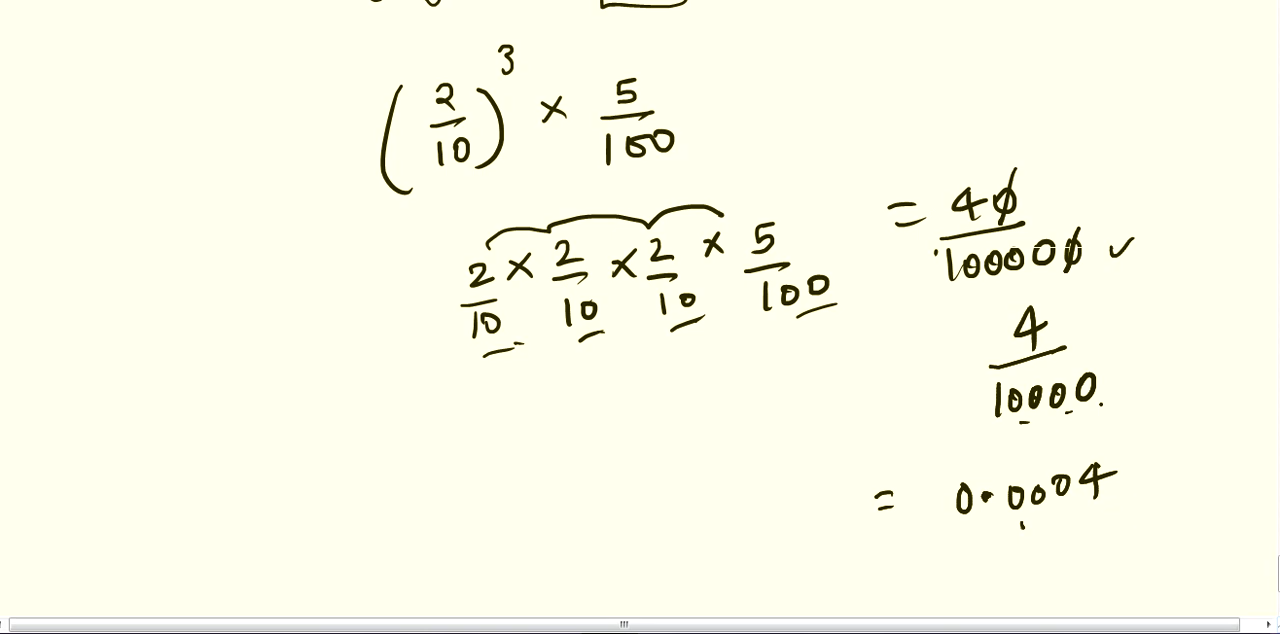 (2/10)^3 × 5/100
2/10 × 2/10 × 2/10 × 5/100
= 40/100000 ✓
4/10000.
= 0.0004